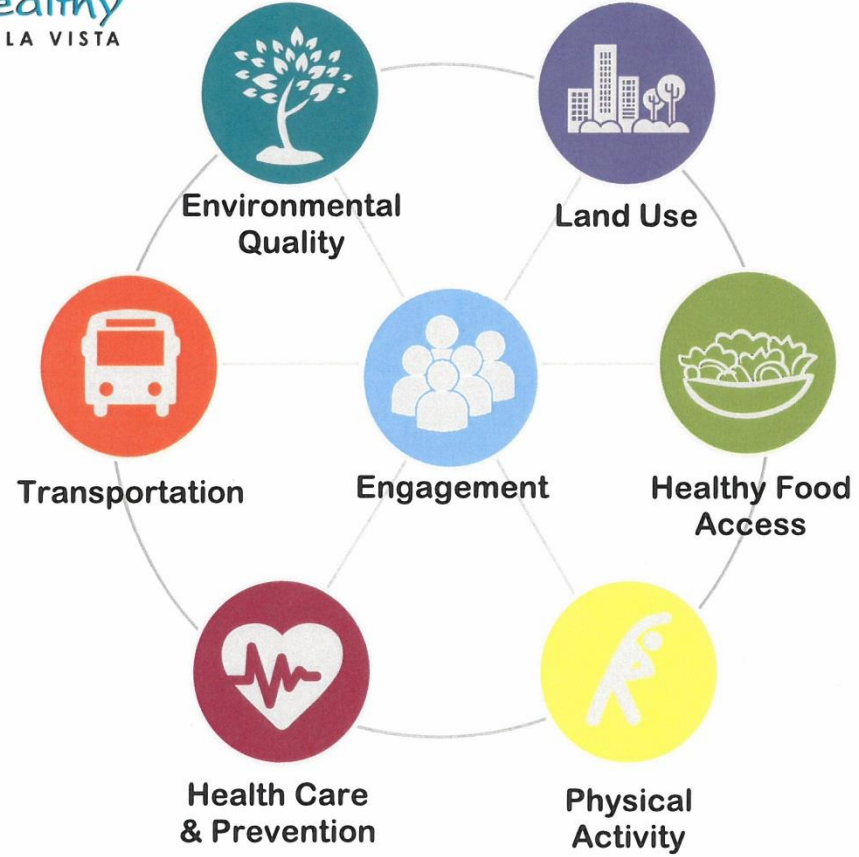 LA VISTA
Environmental
Quality
Land Use
Transportation
Engagement
Healthy Food
Access
Health Care
& Prevention
Physical
Activity